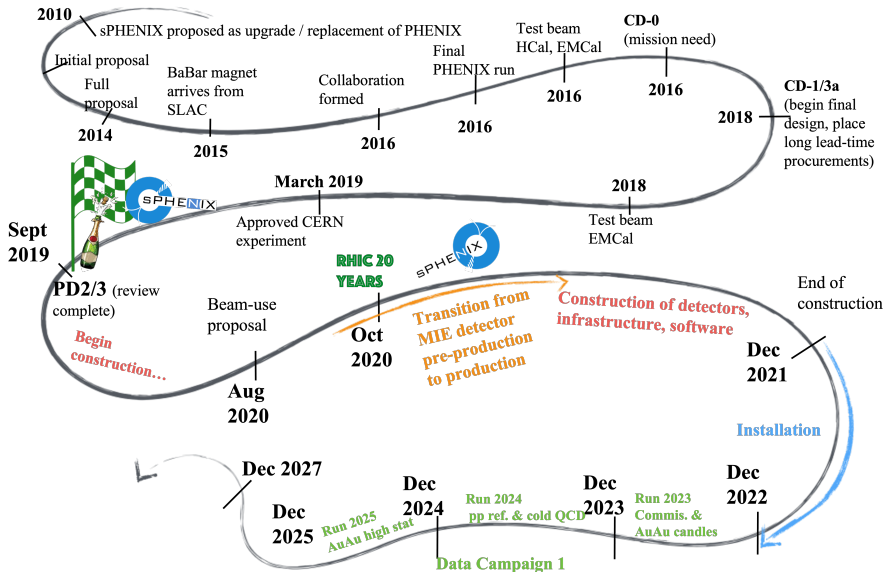 2010
sPHENIX proposed as upgrade / replacement of PHENIX
Initial proposal
Full
proposal
2014
BaBar magnet
arrives from
SLAC
2015
Collaboration
formed
2016
Final
PHENIX run
2016
Test beam
HCal, EMCal
2016
CD-0
(mission need)
2016
CD-1/3a
(begin final
design, place
long lead-time
procurements)
2018
2018
Test beam
EMCal
March 2019
Approved CERN
experiment
sPHENIX
Sept
2019
PD2/3 (review
complete)
Begin
construction…
Beam-use
proposal
Aug
2020
RHIC 20
YEARS
Oct
2020
sPHENIX
Transition from
MIE detector
pre-production
to production
Construction of detectors,
infrastructure, software
End of
construction
Dec
2021
Installation
Dec
2022
Run 2023
Commis. &
AuAu candles
Dec
2023
Run 2024
pp ref. & cold QCD
Dec
2024
Data Campaign 1
Run 2025
AuAu high stat
Dec
2025
Dec 2027